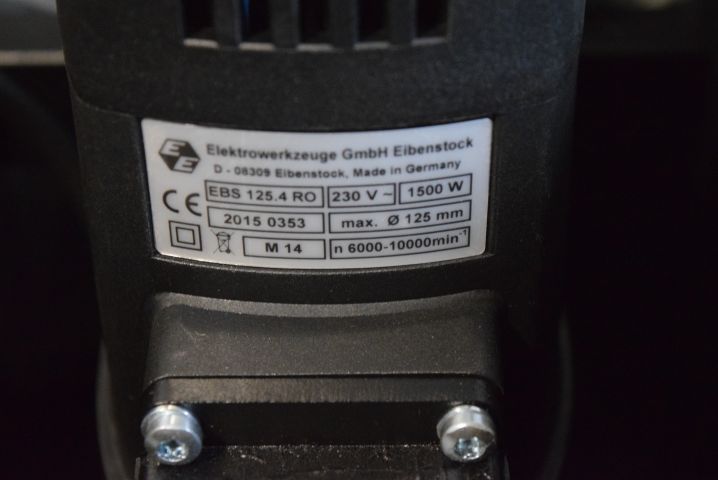 EE Elektrowerkzeuge GmbH Eibenstock
D - 08309 Eibenstock, Made in Germany
CE EBS 125.4 RO 230 V ~ 1500 W
2015 0353 max. Ø 125 mm
M 14 n 6000-10000min⁻¹